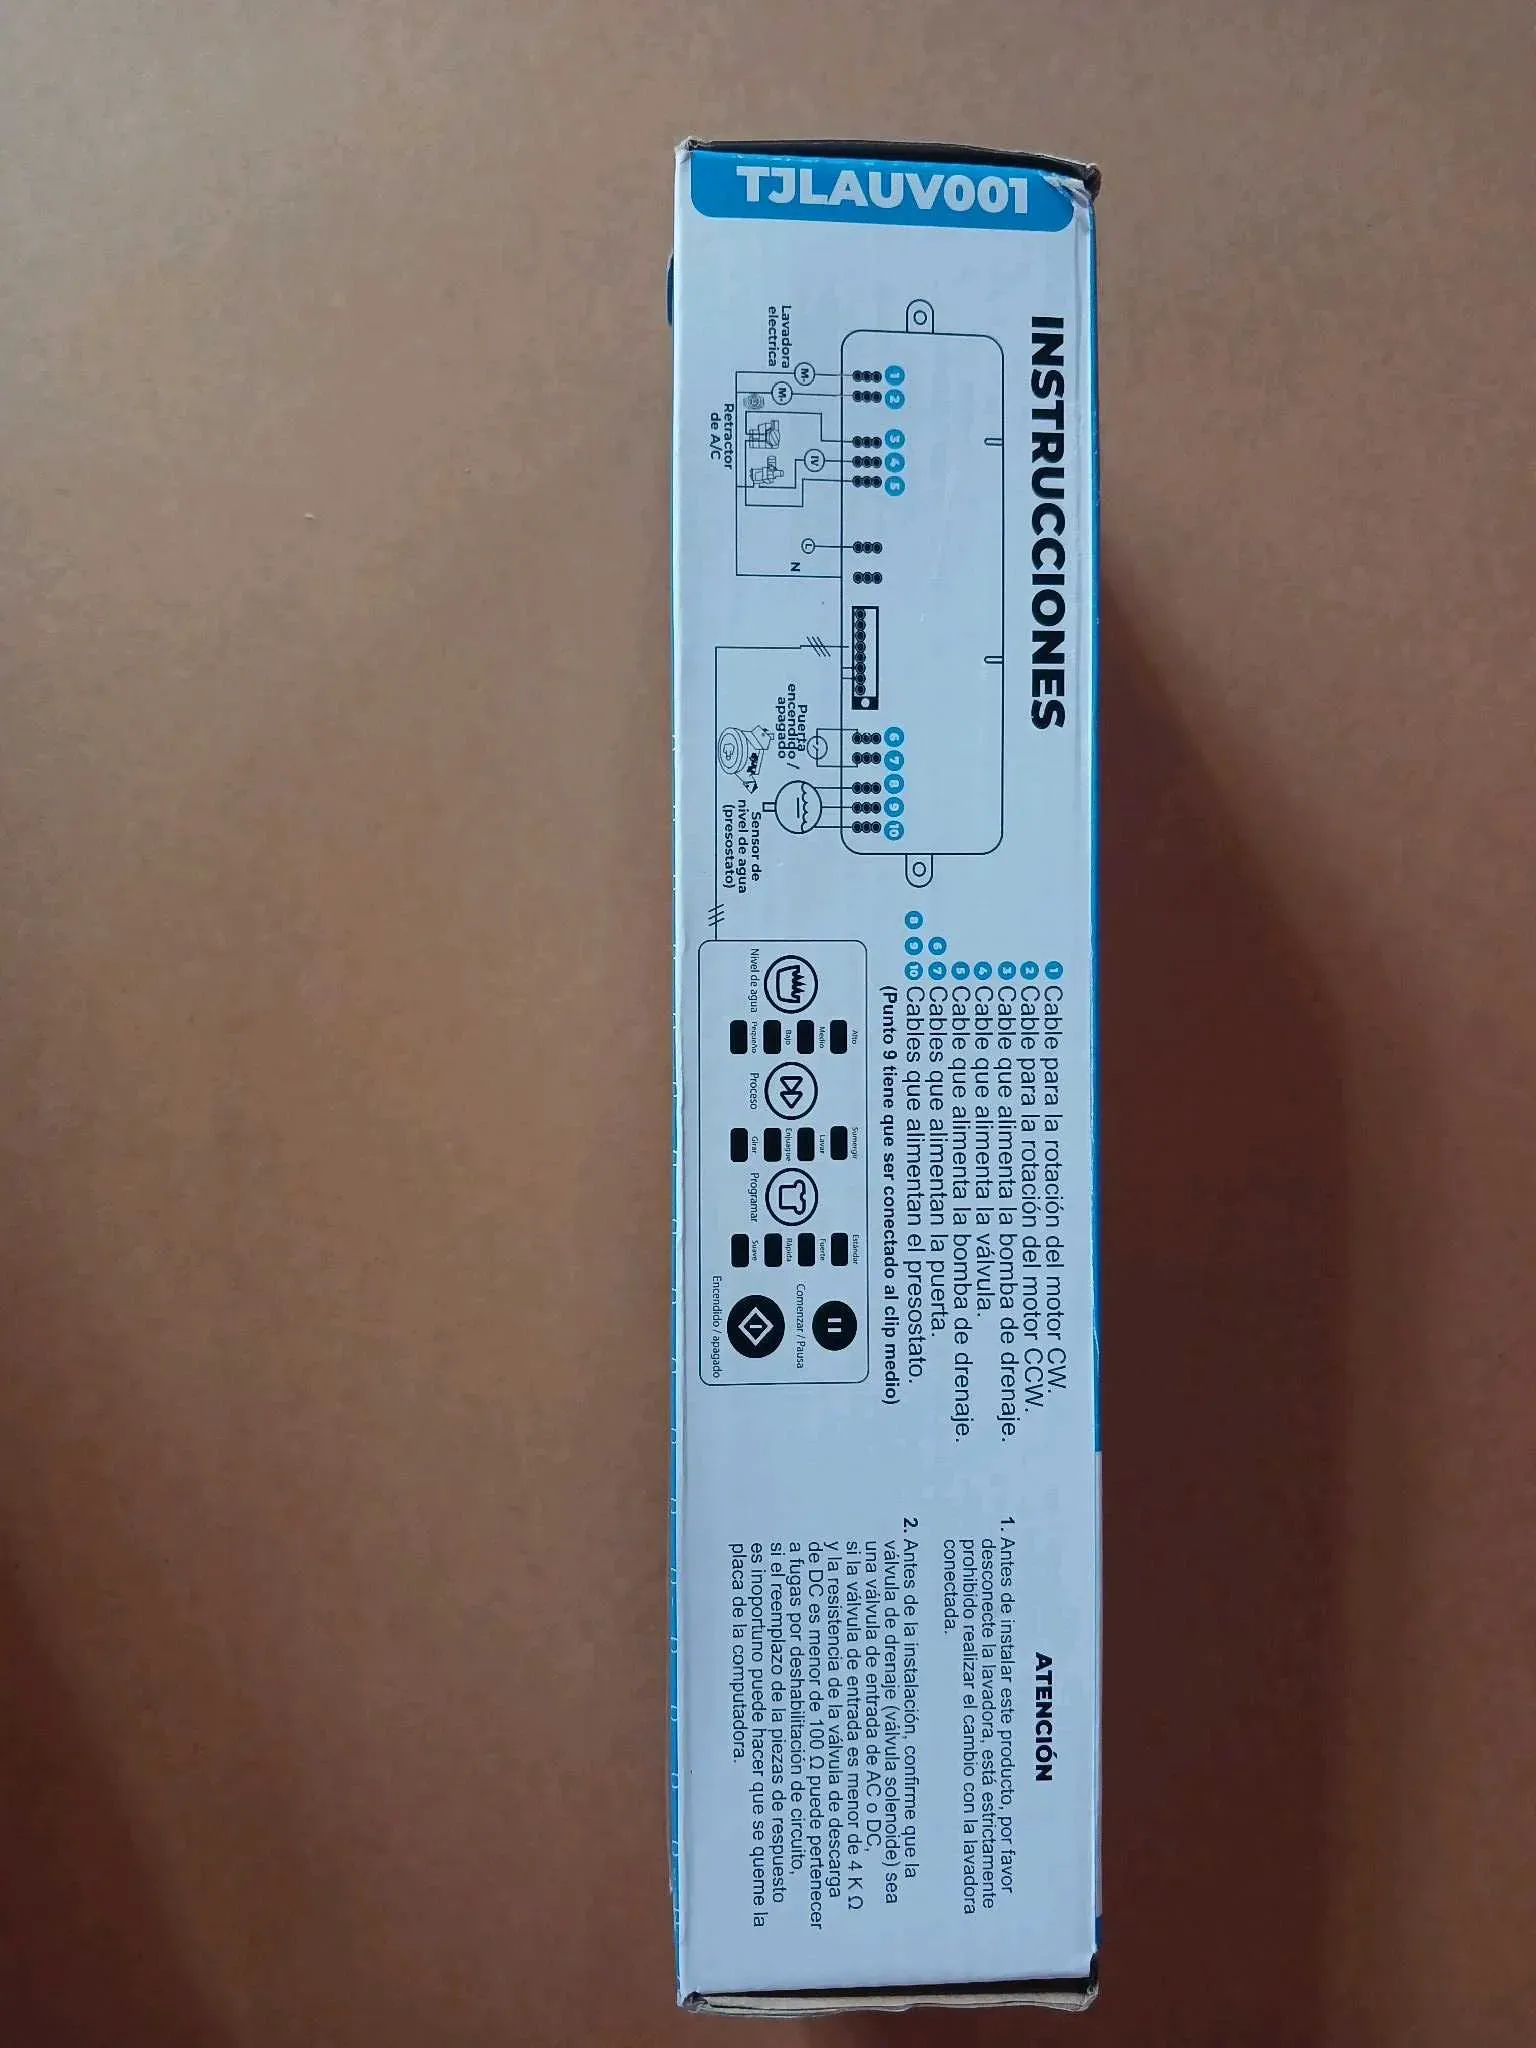 TJLAUV001
INSTRUCCIONES
1 2 3 4 5 6 7 8 9 10
M-
M-
IV
L
N
Lavadora
electrica
Retractor
de A/C
Puerta
encendido /
apagado
Sensor de
nivel de agua
(presostato)
1 Cable para la rotación del motor CW.
2 Cable para la rotación del motor CCW.
3 Cable que alimenta la bomba de drenaje.
4 Cable que alimenta la válvula.
5 Cable que alimenta la bomba de drenaje.
6 7 Cables que alimentan la puerta.
8 9 10 Cables que alimentan el presostato.
(Punto 9 tiene que ser conectado al clip medio)
Alto
Medio
Bajo
Pequeño
Nivel de agua
Sumergir
Lavar
Enjuague
Girar
Proceso
Estándar
Fuerte
Rápida
Suave
Programar
Comenzar / Pausa
Encendido / apagado
ATENCIÓN
1. Antes de instalar este producto, por favor
desconecte la lavadora, está estrictamente
prohibido realizar el cambio con la lavadora
conectada.
2. Antes de la instalación, confirme que la
válvula de drenaje (válvula solenoide) sea
una válvula de entrada de AC o DC,
si la válvula de entrada es menor de 4 K Ω
y la resistencia de la válvula de descarga
de DC es menor de 100 Ω puede pertenecer
a fugas por deshabilitación de circuito,
si el reemplazo de la piezas de respuesto
es inoportuno puede hacer que se queme la
placa de la computadora.